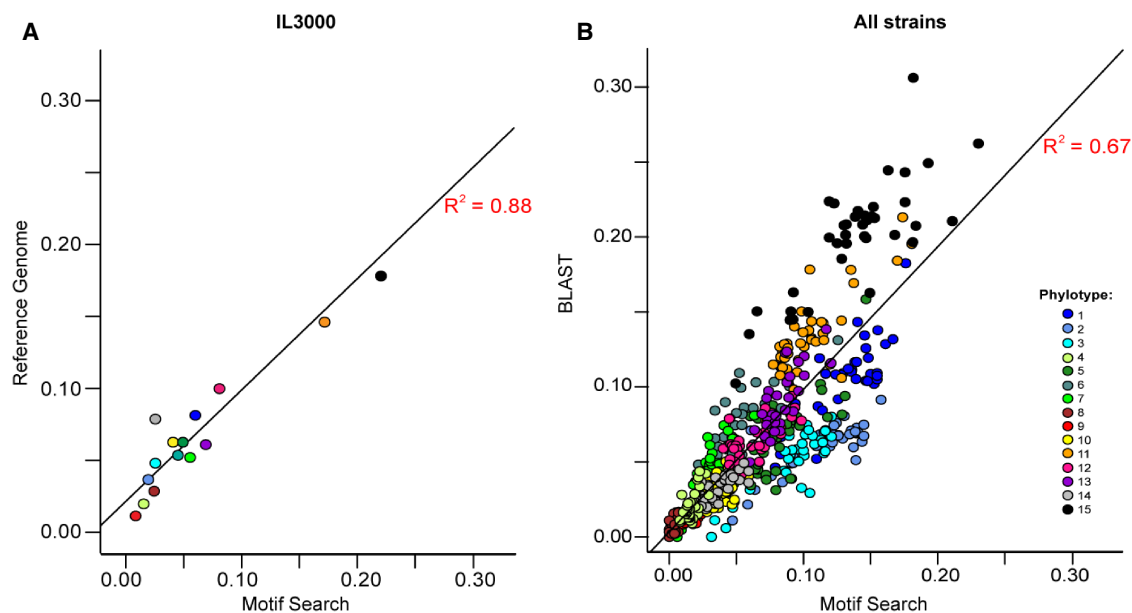 A
IL3000
0.30
0.20
0.10
0.00
Reference Genome
R² = 0.88
0.00 0.10 0.20 0.30
Motif Search
B
All strains
0.30
0.20
0.10
0.00
BLAST
R² = 0.67
Phylotype:
1
2
3
4
5
6
7
8
9
10
11
12
13
14
15
0.00 0.10 0.20 0.30
Motif Search